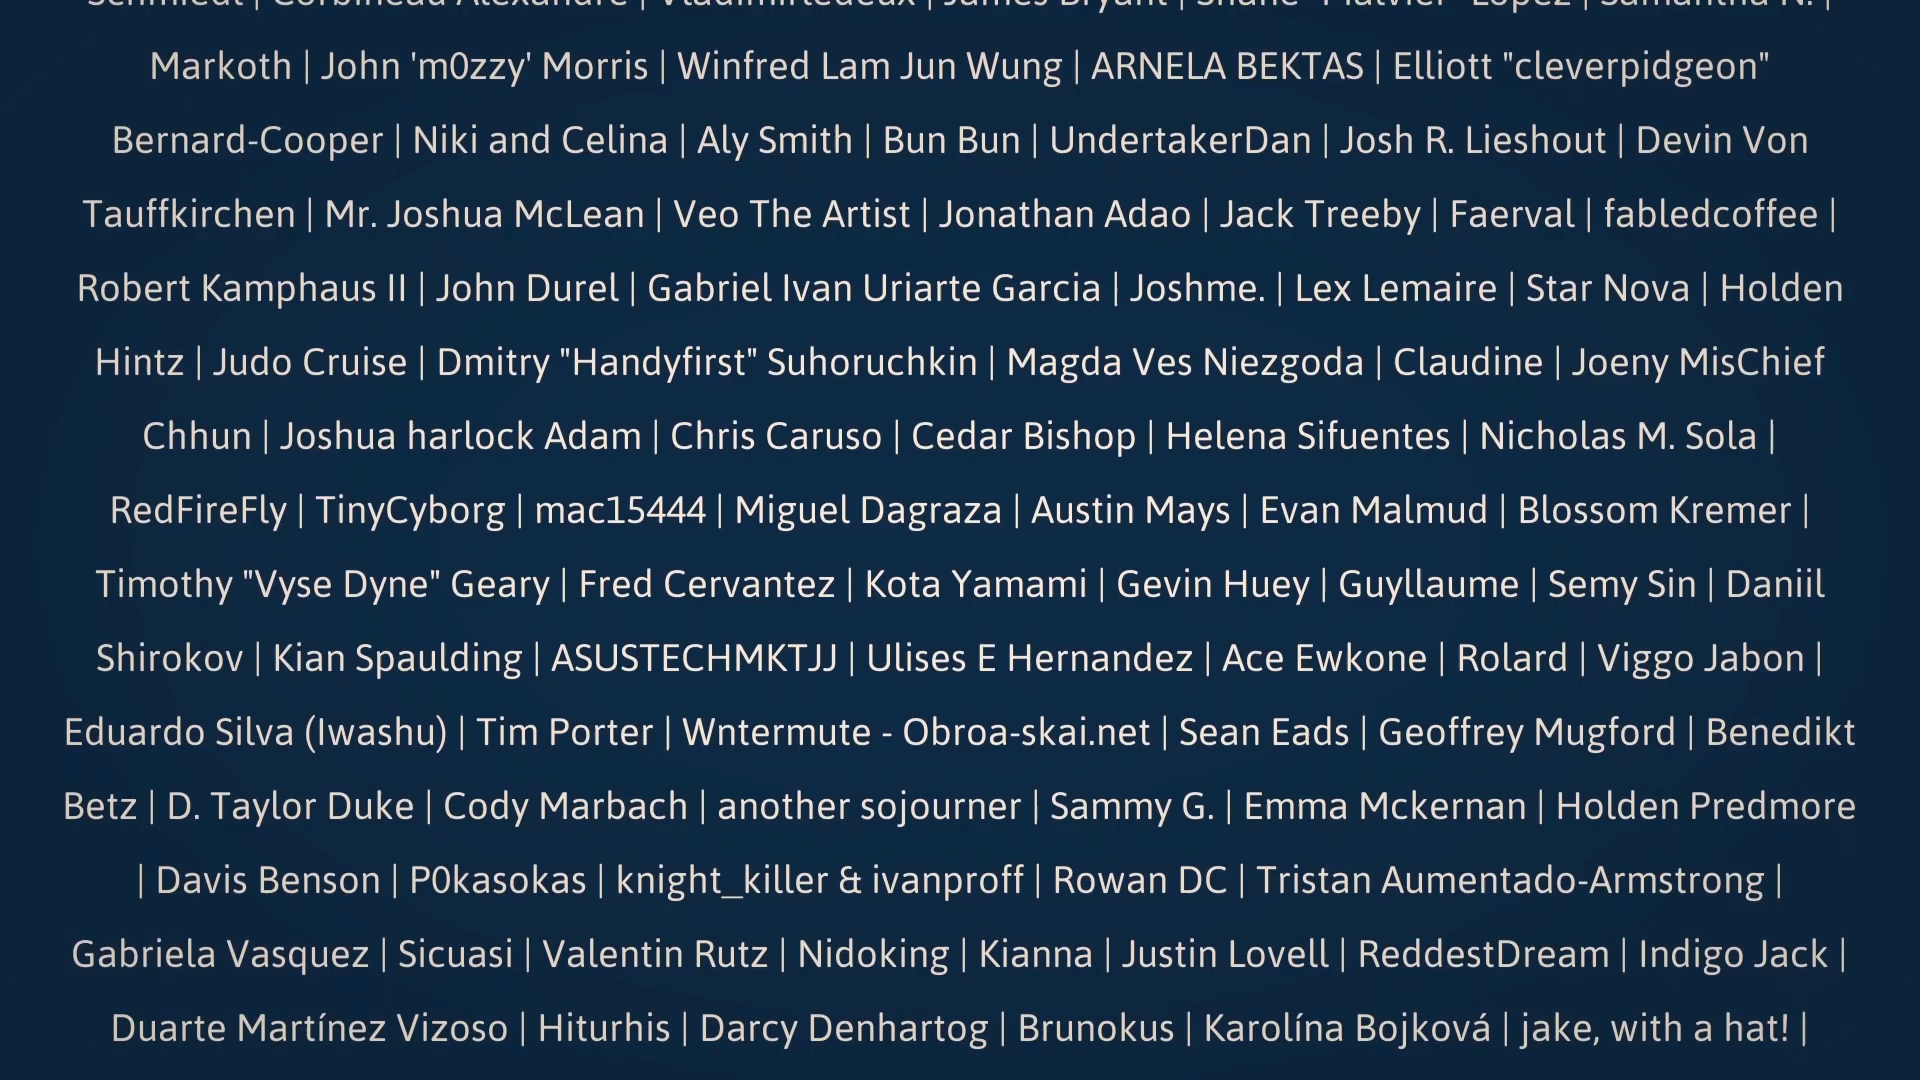 Corbineau Alexandre | Vladimirtedeux | James Bryant | Shane "Malvier" Lopez | Samantha N. |
Markoth | John 'm0zzy' Morris | Winfred Lam Jun Wung | ARNELA BEKTAS | Elliott "cleverpidgeon"
Bernard-Cooper | Niki and Celina | Aly Smith | Bun Bun | UndertakerDan | Josh R. Lieshout | Devin Von
Tauffkirchen | Mr. Joshua McLean | Veo The Artist | Jonathan Adao | Jack Treeby | Faerval | fabledcoffee |
Robert Kamphaus II | John Durel | Gabriel Ivan Uriarte Garcia | Joshme. | Lex Lemaire | Star Nova | Holden
Hintz | Judo Cruise | Dmitry "Handyfirst" Suhoruchkin | Magda Ves Niezgoda | Claudine | Joeny MisChief
Chhun | Joshua harlock Adam | Chris Caruso | Cedar Bishop | Helena Sifuentes | Nicholas M. Sola |
RedFireFly | TinyCyborg | mac15444 | Miguel Dagraza | Austin Mays | Evan Malmud | Blossom Kremer |
Timothy "Vyse Dyne" Geary | Fred Cervantez | Kota Yamami | Gevin Huey | Guyllaume | Semy Sin | Daniil
Shirokov | Kian Spaulding | ASUSTECHMKTJJ | Ulises E Hernandez | Ace Ewkone | Rolard | Viggo Jabon |
Eduardo Silva (Iwashu) | Tim Porter | Wntermute - Obroa-skai.net | Sean Eads | Geoffrey Mugford | Benedikt
Betz | D. Taylor Duke | Cody Marbach | another sojourner | Sammy G. | Emma Mckernan | Holden Predmore
| Davis Benson | P0kasokas | knight_killer & ivanproff | Rowan DC | Tristan Aumentado-Armstrong |
Gabriela Vasquez | Sicuasi | Valentin Rutz | Nidoking | Kianna | Justin Lovell | ReddestDream | Indigo Jack |
Duarte Martínez Vizoso | Hiturhis | Darcy Denhartog | Brunokus | Karolína Bojková | jake, with a hat! |